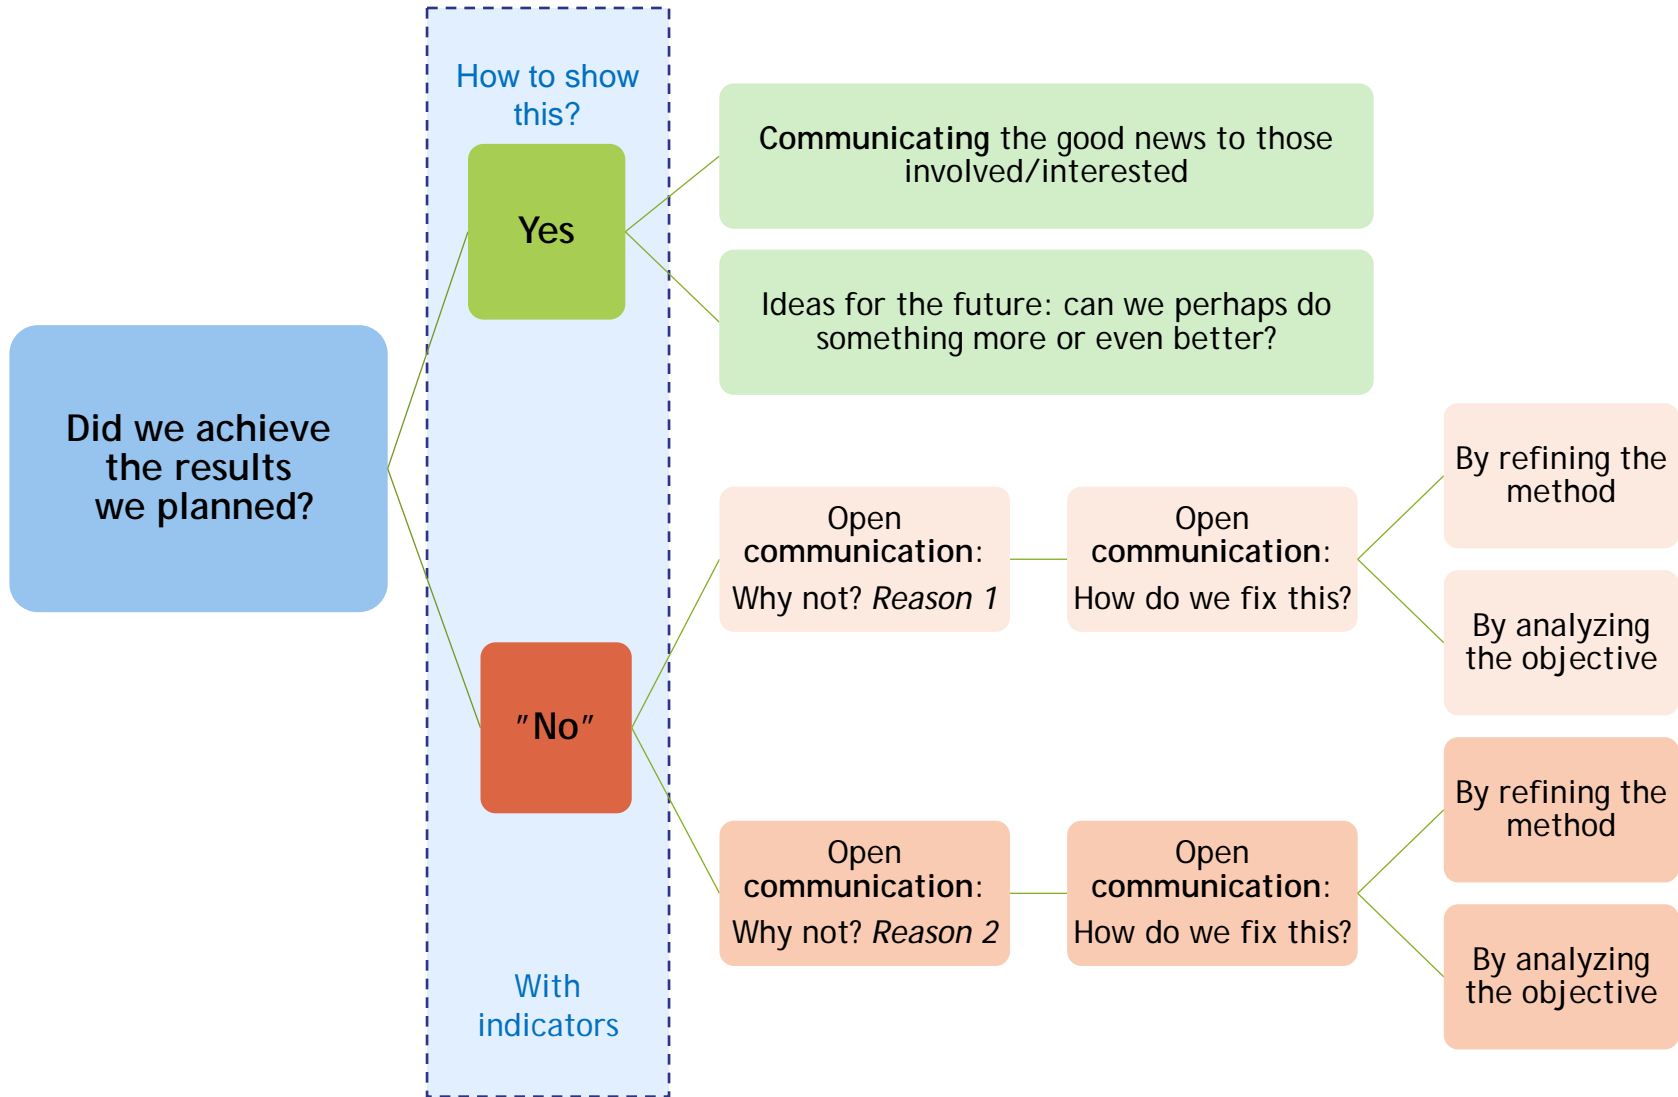 How to show
this?
Yes
Communicating the good news to those
involved/interested
Ideas for the future: can we perhaps do
something more or even better?
Did we achieve
the results
we planned?
"No"
With
indicators
Open
communication:
Why not? Reason 1
Open
communication:
How do we fix this?
By refining the
method
By analyzing
the objective
Open
communication:
Why not? Reason 2
Open
communication:
How do we fix this?
By refining the
method
By analyzing
the objective